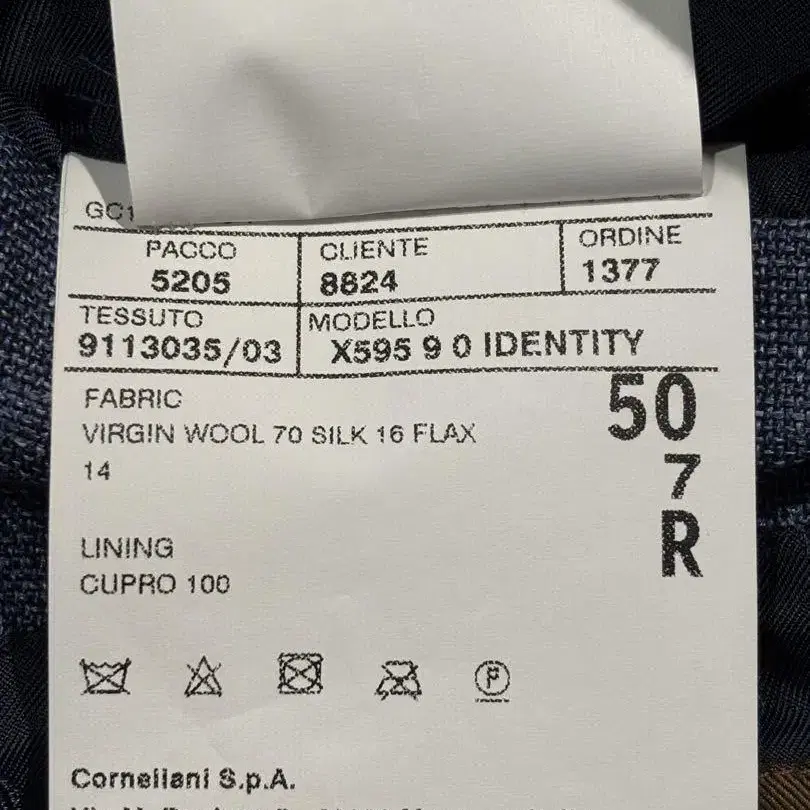 GC1
PACCO CLIENTE ORDINE
5205 8824 1377
TESSUTO MODELLO
9113035/03 X595 9 0 IDENTITY
FABRIC 50
VIRGIN WOOL 70 SILK 16 FLAX
14 7
R
LINING
CUPRO 100
P
Corneliani S.p.A.